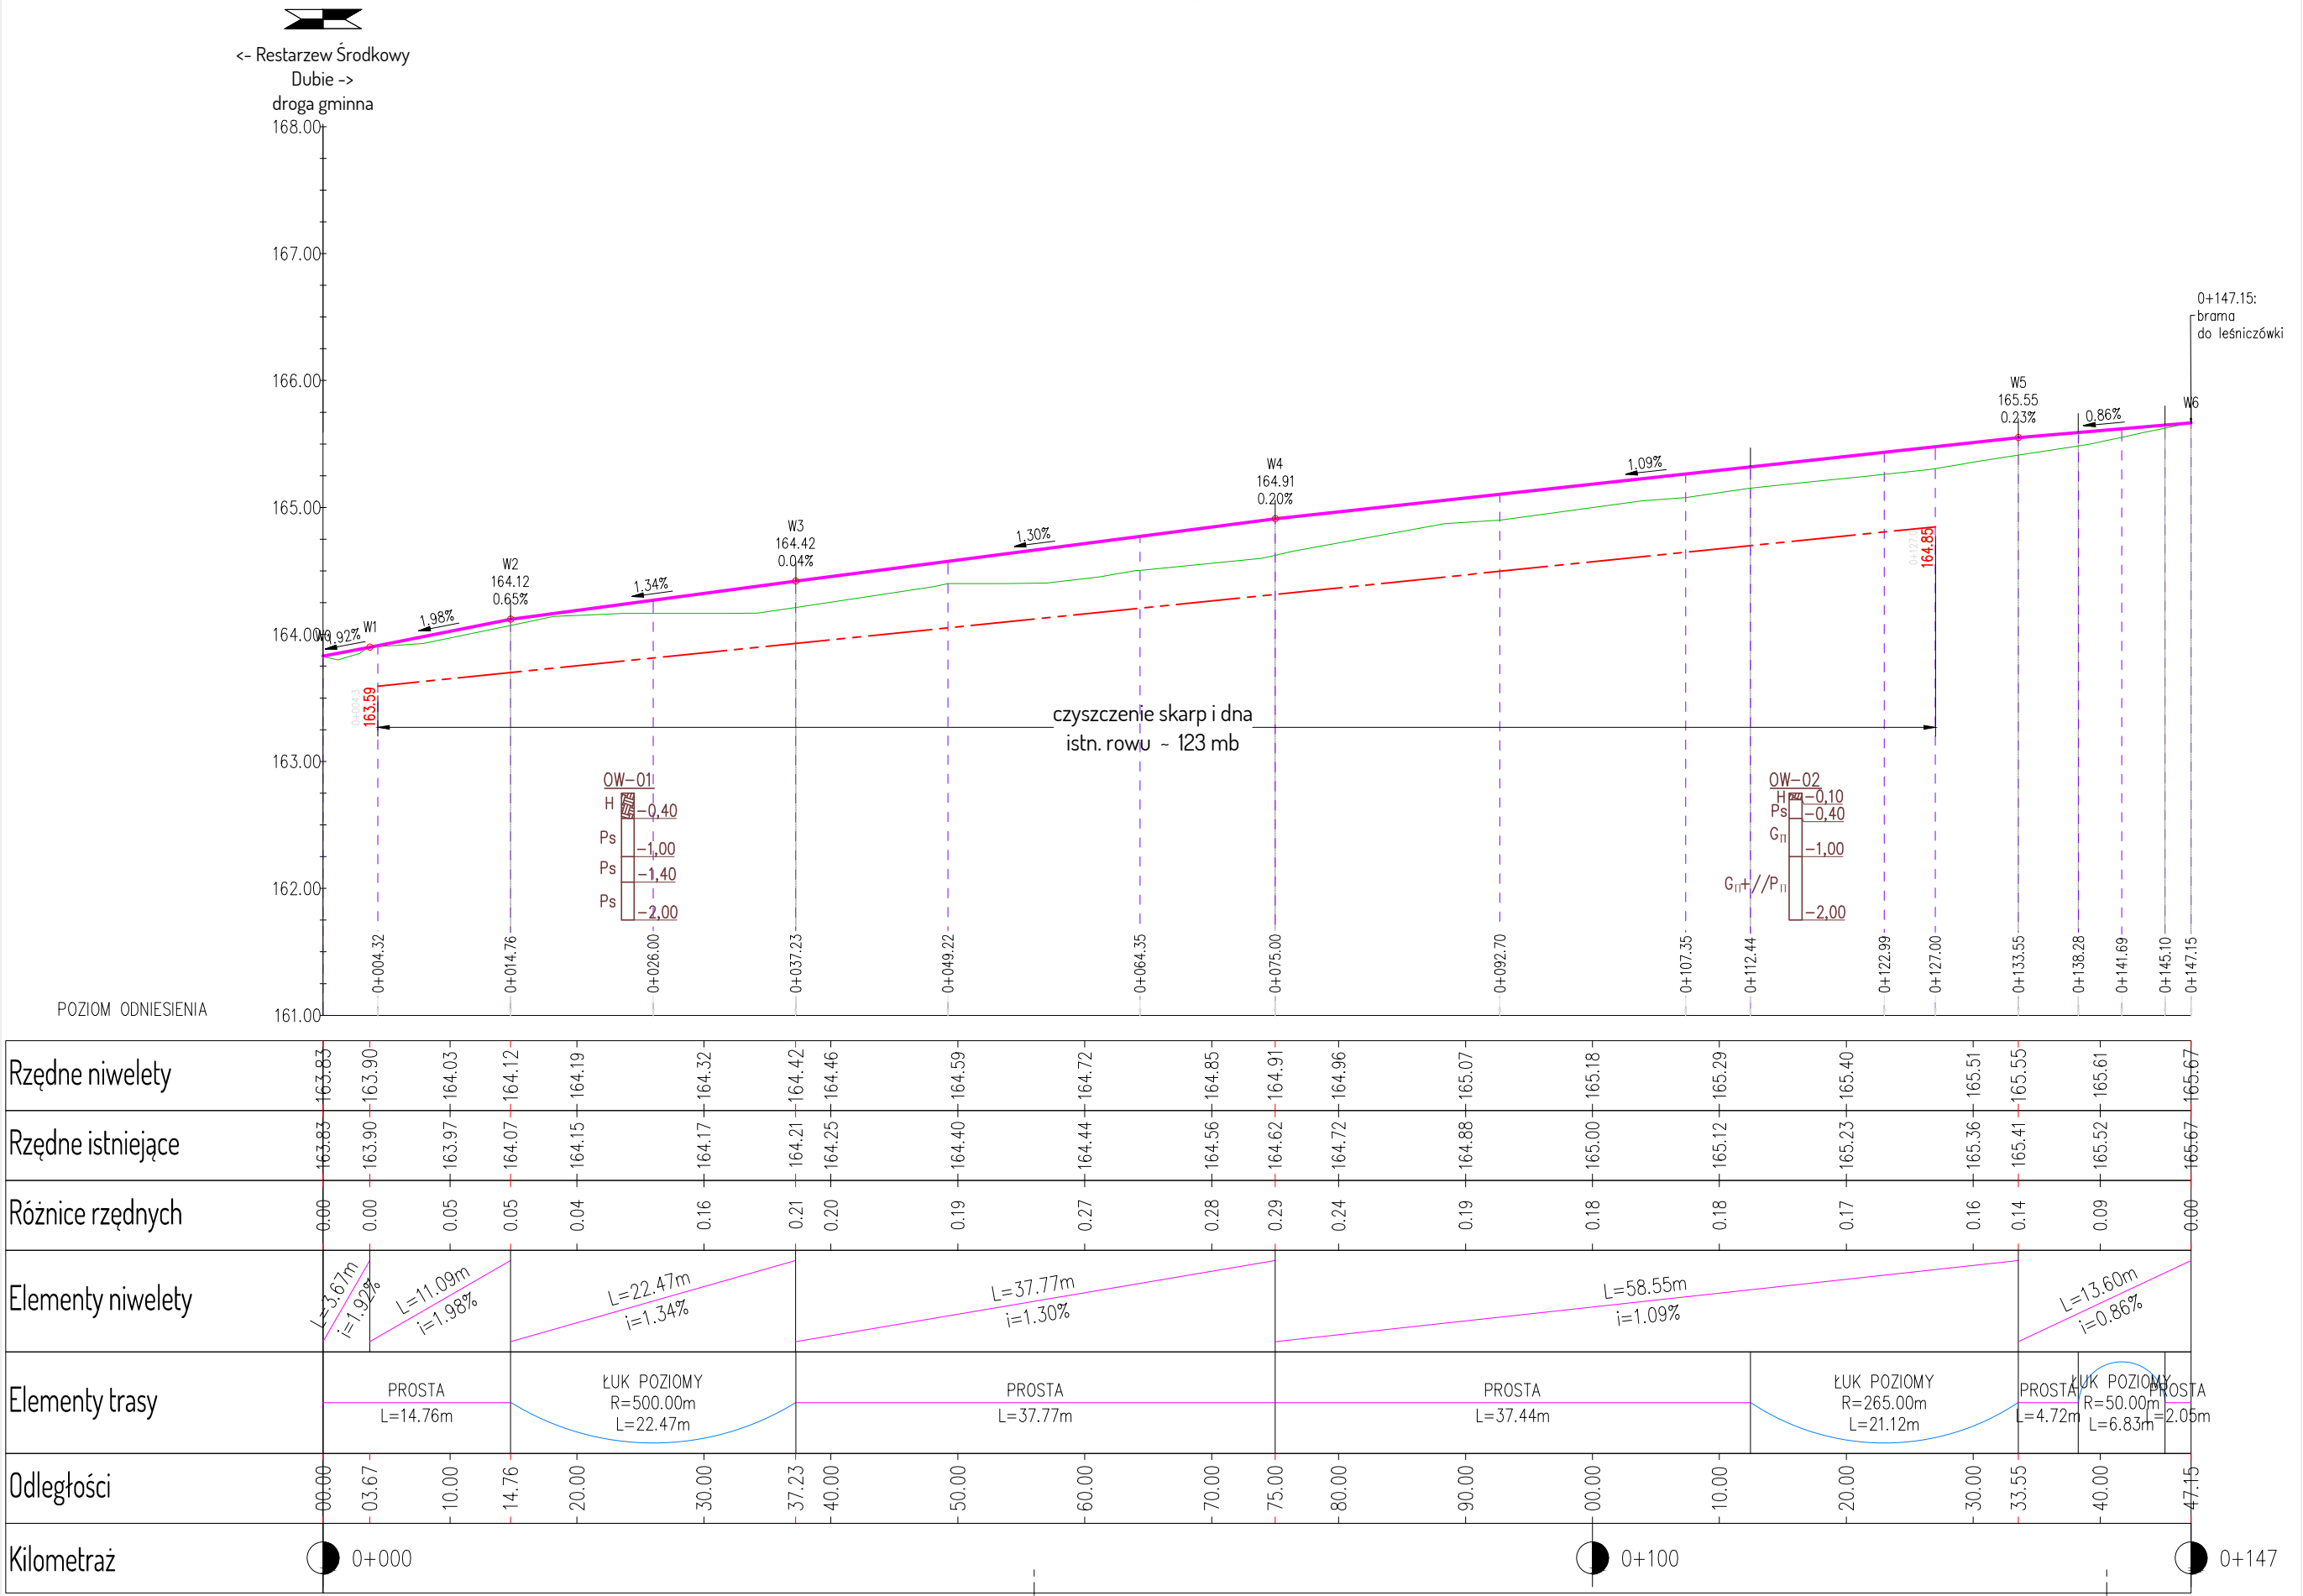 <- Restarzew Środkowy
Dubie ->
droga gminna
168.00
167.00
166.00
165.00
164.00
163.00
162.00
161.00
POZIOM ODNIESIENIA
0+147.15:
brama
do leśniczówki
W1
1.98%
W2
164.12
0.65%
1.34%
W3
164.42
0.04%
1.30%
W4
164.91
0.20%
1.09%
W5
165.55
0.23%
0.86%
W6
0+004.3
163.59
164.85
czyszczenie skarp i dna
istn. rowu ~ 123 mb
OW-01
H -0,40
Ps -1,00
Ps -1,40
Ps -2,00
OW-02
H -0,10
Ps -0,40
Gπ -1,00
Gπ+//Pπ -2,00
0+004.32 0+014.76 0+026.00 0+037.23 0+049.22 0+064.35 0+075.00 0+092.70 0+107.35 0+112.44 0+122.99 0+127.00 0+133.55 0+138.28 0+141.69 0+145.10 0+147.15
Rzędne niwelety 163.83 163.90 164.03 164.12 164.19 164.32 164.42 164.46 164.59 164.72 164.85 164.91 164.96 165.07 165.18 165.29 165.40 165.51 165.55 165.61 165.67
Rzędne istniejące 163.83 163.90 163.97 164.07 164.15 164.17 164.21 164.25 164.40 164.44 164.56 164.62 164.72 164.88 165.00 165.12 165.23 165.36 165.41 165.52 165.67
Różnice rzędnych 0.00 0.00 0.05 0.05 0.04 0.16 0.21 0.20 0.19 0.27 0.28 0.29 0.24 0.19 0.18 0.18 0.17 0.16 0.14 0.09 0.00
Elementy niwelety
L=3.67m
i=1.92%
L=11.09m
i=1.98%
L=22.47m
i=1.34%
L=37.77m
i=1.30%
L=58.55m
i=1.09%
L=13.60m
i=0.86%
Elementy trasy
PROSTA
L=14.76m
ŁUK POZIOMY
R=500.00m
L=22.47m
PROSTA
L=37.77m
PROSTA
L=37.44m
ŁUK POZIOMY
R=265.00m
L=21.12m
PROSTA
L=4.72m
ŁUK POZIOMY
R=50.00m
L=6.83m
PROSTA
L=2.05m
Odległości 00.00 03.67 10.00 14.76 20.00 30.00 37.23 40.00 50.00 60.00 70.00 75.00 80.00 90.00 00.00 10.00 20.00 30.00 33.55 40.00 47.15
Kilometraż 0+000 0+100 0+147